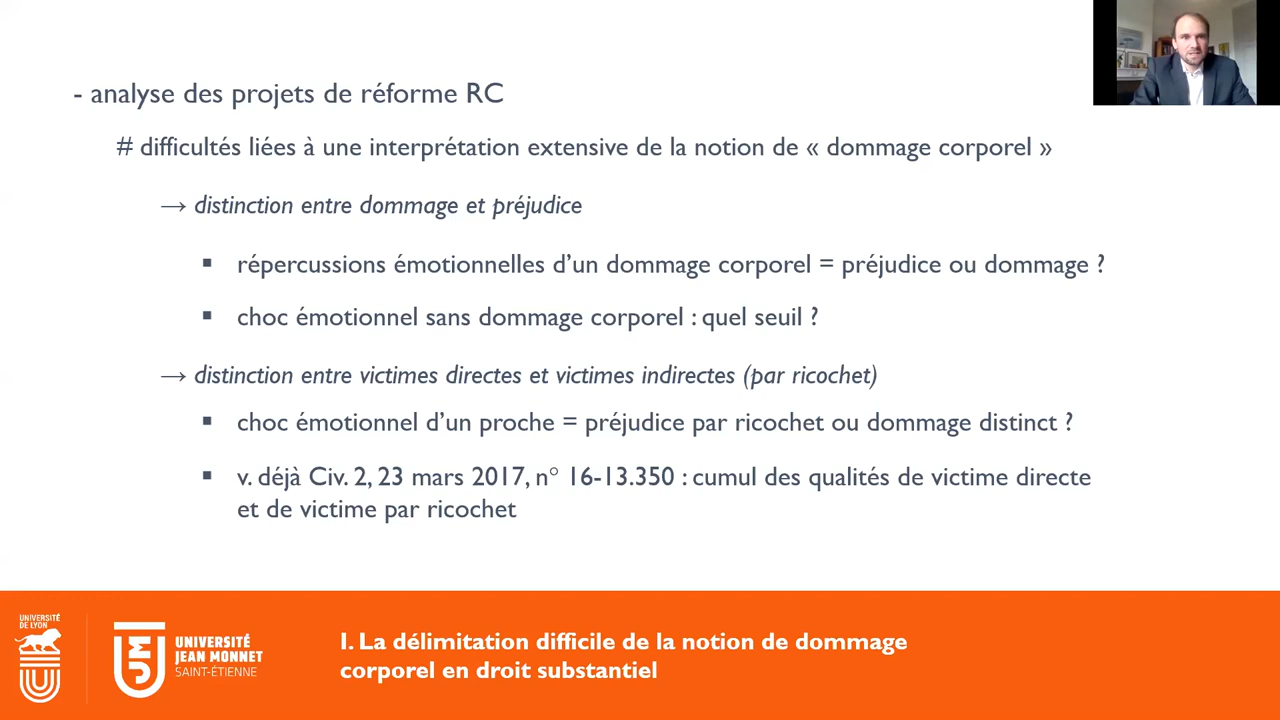 - analyse des projets de réforme RC
# difficultés liées à une interprétation extensive de la notion de « dommage corporel »
→ distinction entre dommage et préjudice
▪ répercussions émotionnelles d’un dommage corporel = préjudice ou dommage ?
▪ choc émotionnel sans dommage corporel : quel seuil ?
→ distinction entre victimes directes et victimes indirectes (par ricochet)
▪ choc émotionnel d’un proche = préjudice par ricochet ou dommage distinct ?
▪ v. déjà Civ. 2, 23 mars 2017, n° 16-13.350 : cumul des qualités de victime directe
et de victime par ricochet
UNIVERSITÉ
DE LYON
UJM
UNIVERSITÉ
JEAN MONNET
SAINT-ÉTIENNE
I. La délimitation difficile de la notion de dommage
corporel en droit substantiel